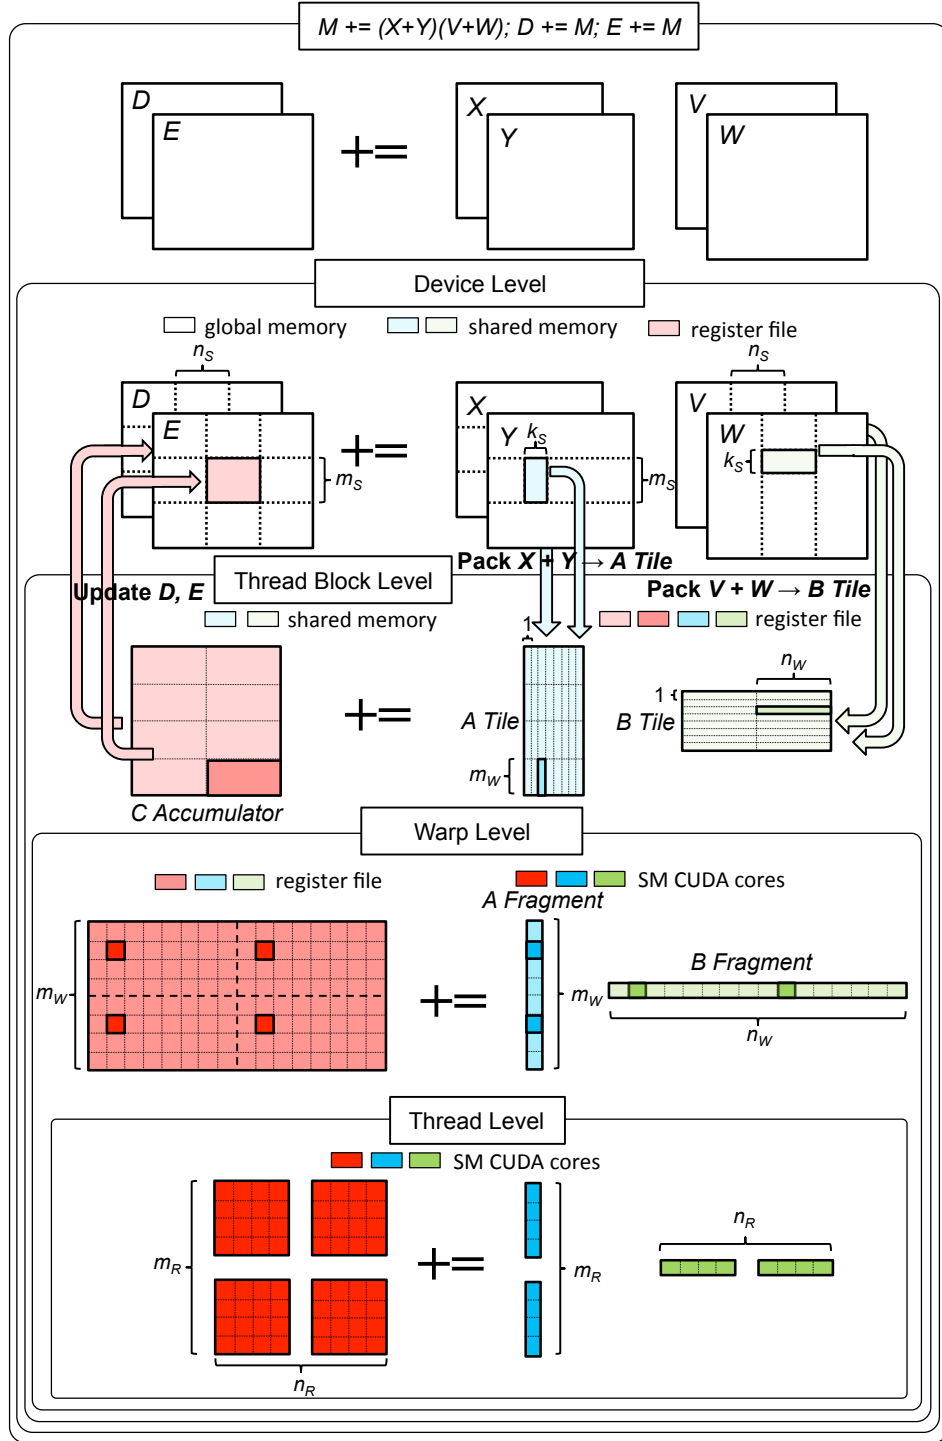 M += (X+Y)(V+W); D += M; E += M
D
E
+=
X
Y
V
W
Device Level
global memory
shared memory
register file
n_S
n_S
D
E
m_S
+=
X
Y
k_S
m_S
V
W
k_S
Pack X + Y → A Tile
Thread Block Level
Update D, E
Pack V + W → B Tile
shared memory
1
register file
n_W
1
+=
A Tile
B Tile
m_W
C Accumulator
Warp Level
register file
SM CUDA cores
A Fragment
B Fragment
m_W
+=
m_W
n_W
Thread Level
SM CUDA cores
n_R
m_R
+=
m_R
n_R